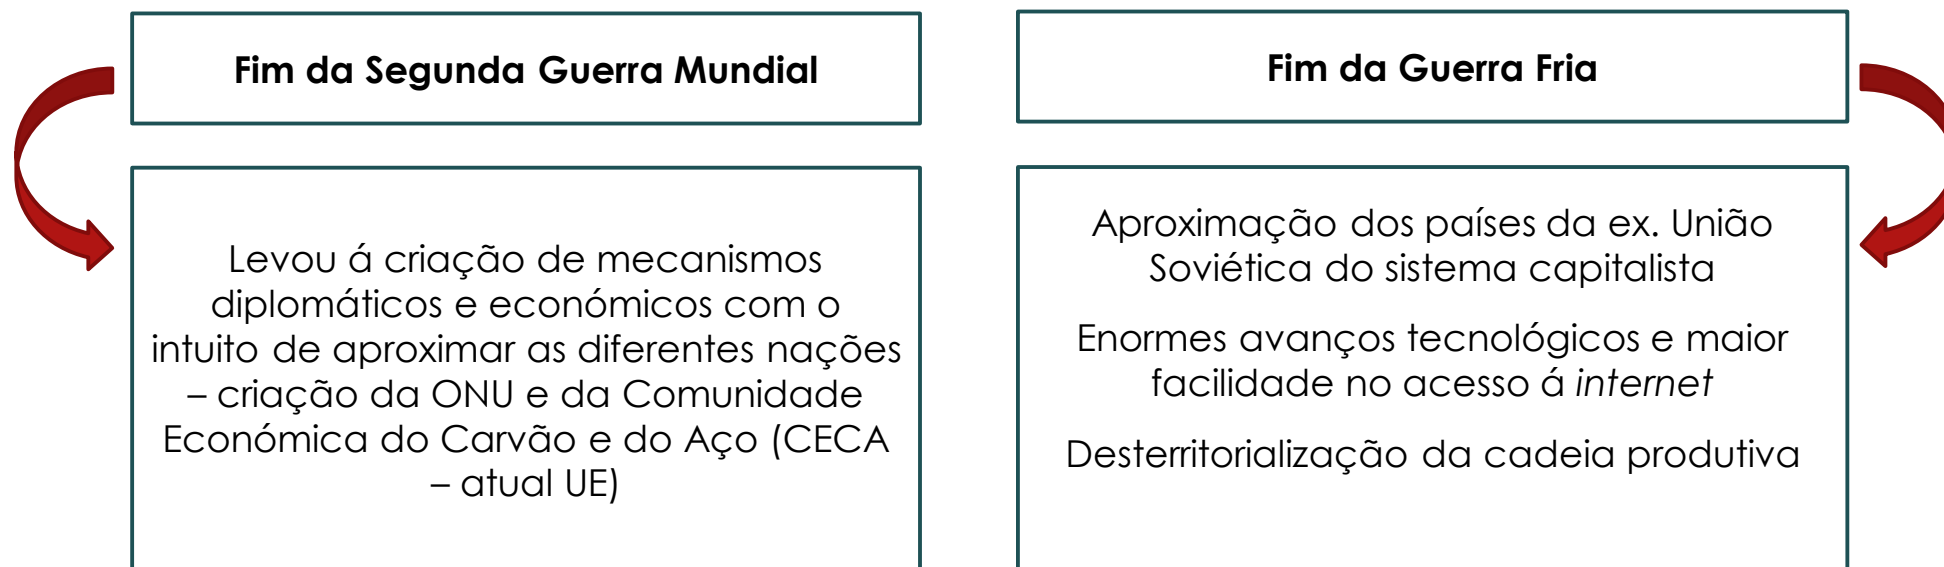 Fim da Segunda Guerra Mundial
Levou á criação de mecanismos
diplomáticos e económicos com o
intuito de aproximar as diferentes nações
– criação da ONU e da Comunidade
Económica do Carvão e do Aço (CECA
– atual UE)
Fim da Guerra Fria
Aproximação dos países da ex. União
Soviética do sistema capitalista
Enormes avanços tecnológicos e maior
facilidade no acesso á internet
Desterritorialização da cadeia produtiva